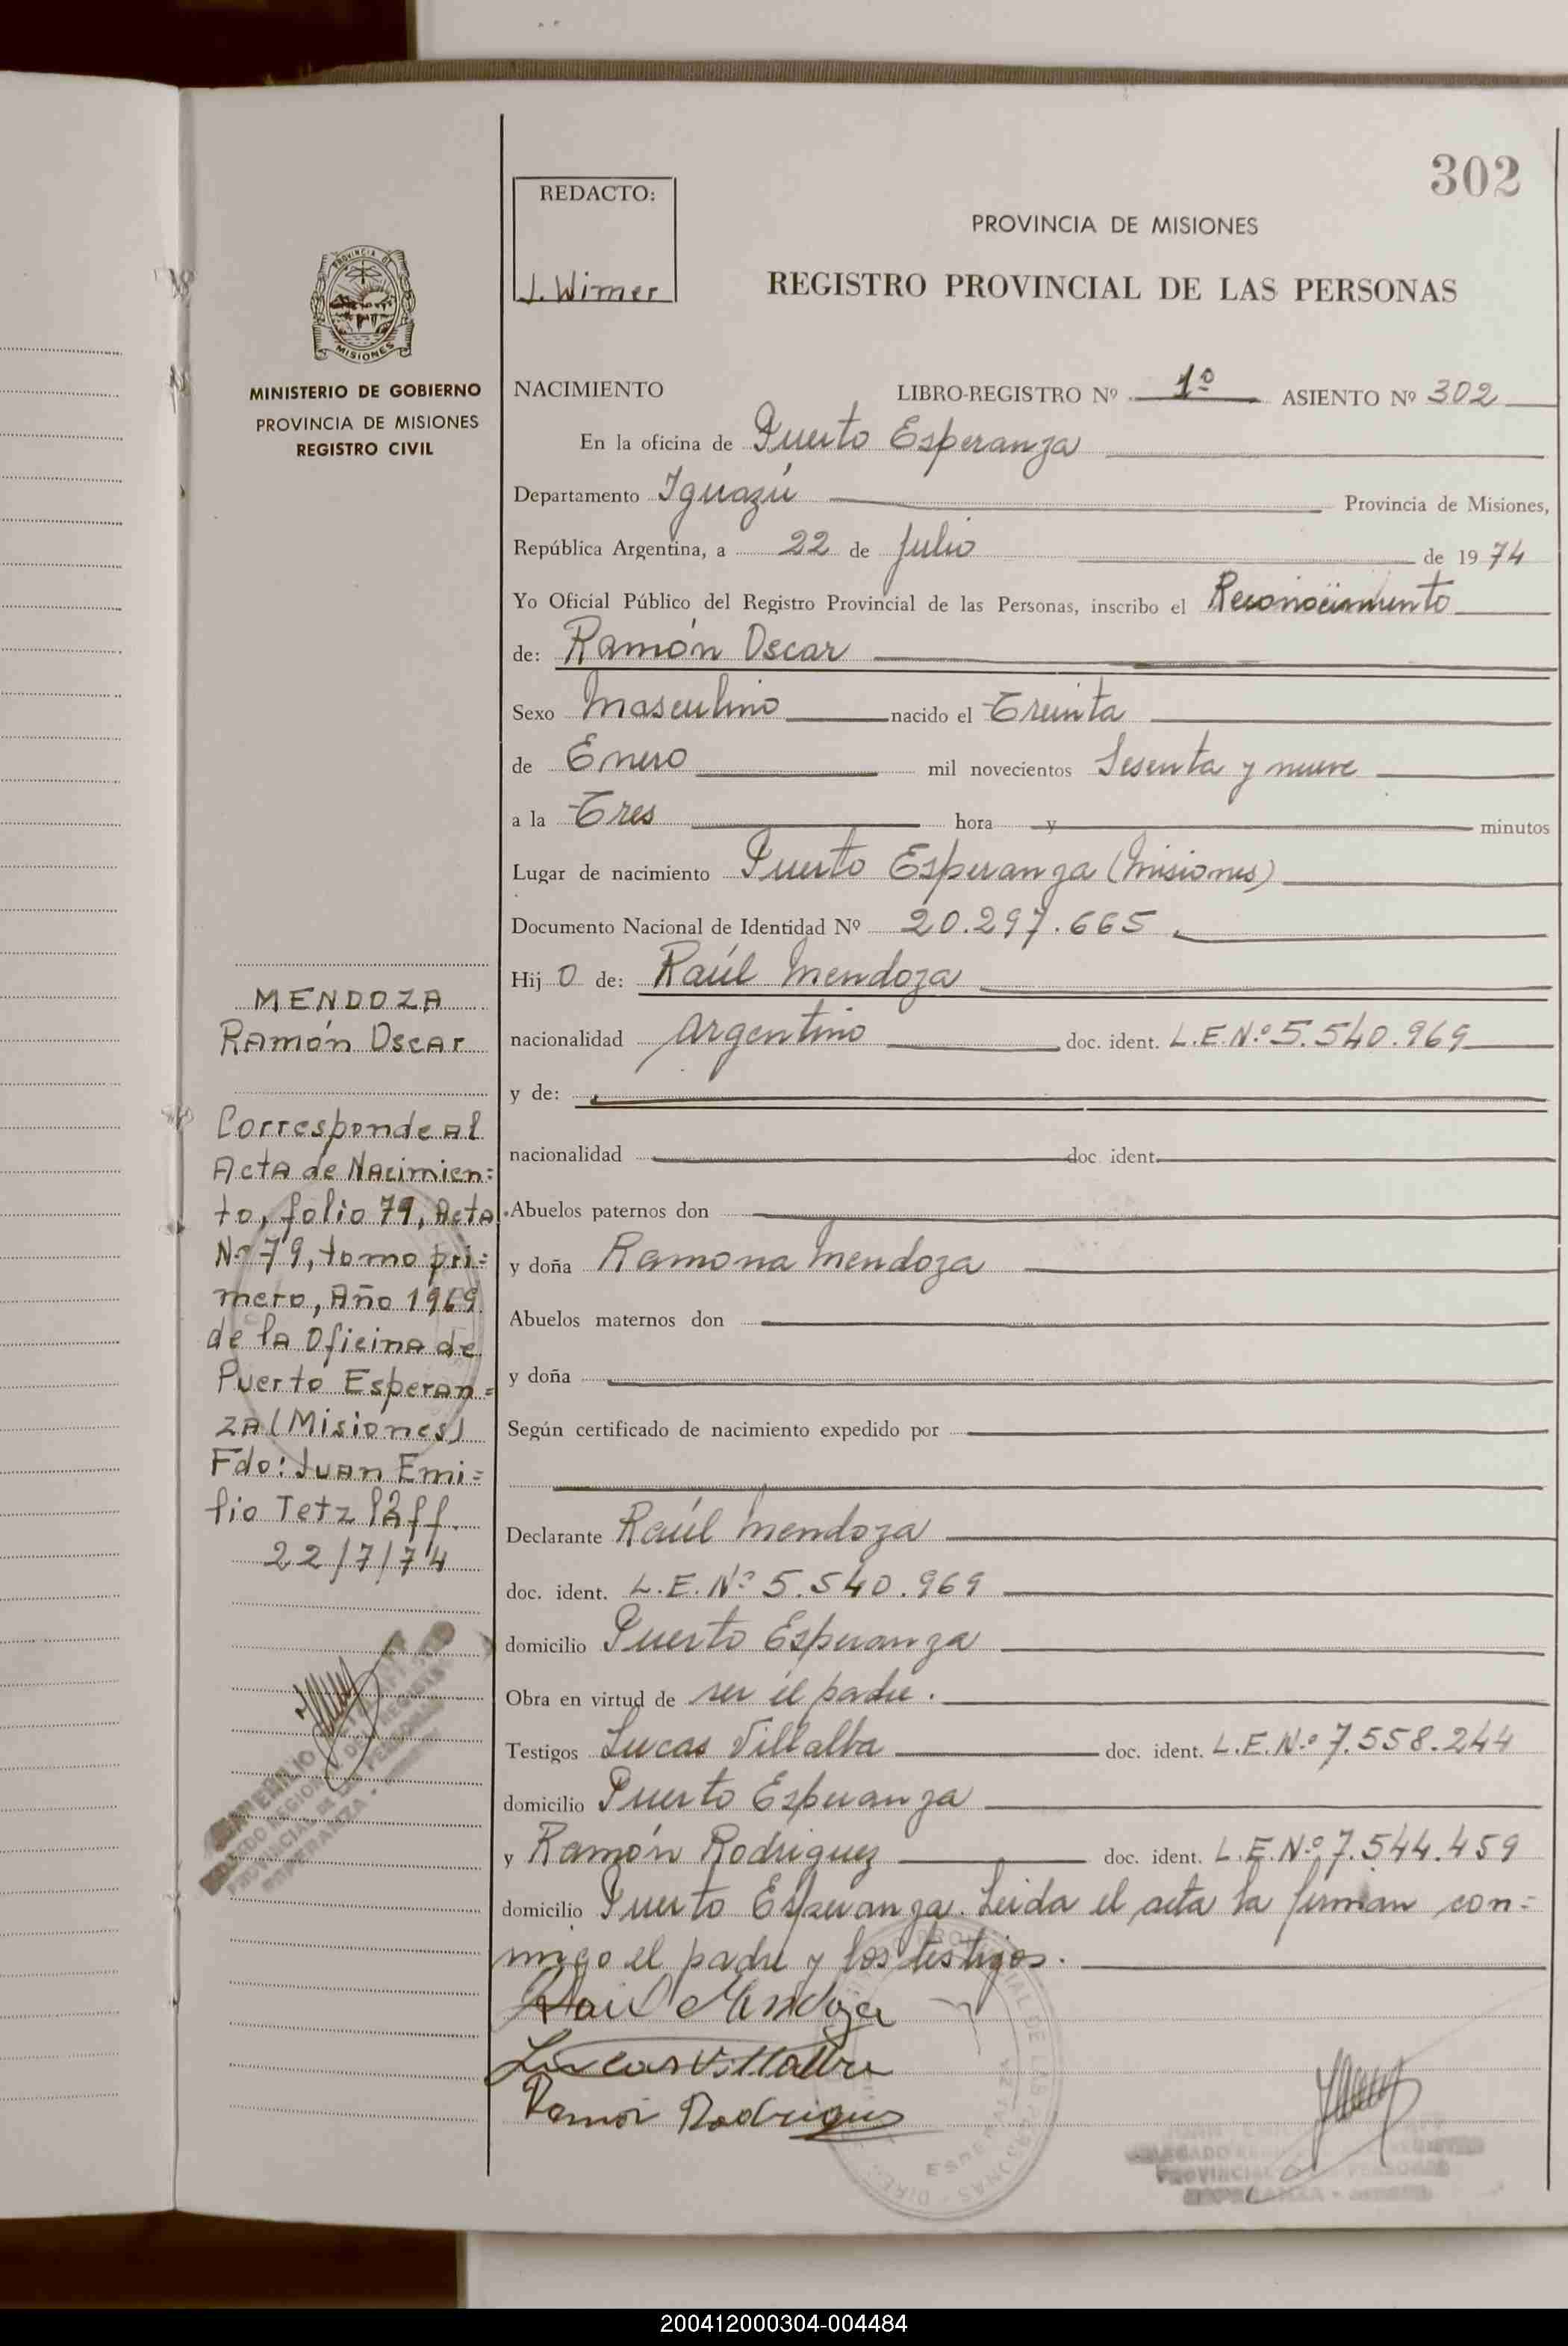 302
REDACTO:
J. Wimer
PROVINCIA DE MISIONES
REGISTRO PROVINCIAL DE LAS PERSONAS
MISIONES
MINISTERIO DE GOBIERNO
PROVINCIA DE MISIONES
REGISTRO CIVIL
NACIMIENTO LIBRO-REGISTRO Nº 1º ASIENTO Nº 302
En la oficina de Puerto Esperanza
Departamento Iguazú Provincia de Misiones,
República Argentina, a 22 de Julio de 1974
Yo Oficial Público del Registro Provincial de las Personas, inscribo el Reconocimiento
de: Ramón Oscar
Sexo Masculino nacido el Treinta
de Enero mil novecientos Sesenta y nueve
a la Tres hora y minutos
Lugar de nacimiento Puerto Esperanza (Misiones)
Documento Nacional de Identidad Nº 20.297.665
Hijo de: Raúl Mendoza
nacionalidad Argentino doc. ident. L.E.Nº 5.540.969
y de:
nacionalidad doc ident.
Abuelos paternos don
y doña Ramona Mendoza
Abuelos maternos don
y doña
Según certificado de nacimiento expedido por
Declarante Raúl Mendoza
doc. ident. L.E.Nº 5.540.969
domicilio Puerto Esperanza
Obra en virtud de ser él padre.
Testigos Lucas Villalba doc. ident. L.E.Nº 7.558.244
domicilio Puerto Esperanza
y Ramón Rodriguez doc. ident. L.E.Nº 7.544.459
domicilio Puerto Esperanza. Leida el acta la firman con=
migo el padre y los testigos.
Raul Mendoza
Lucas Villalba
Ramon Rodrigues
MENDOZA
Ramón Oscar
Corresponde al
Acta de Nacimien=
to, folio 79, Acta
Nº 79, tomo pri=
mero, Año 1969
de la Oficina de
Puerto Esperan=
za (Misiones)
Fdo: Juan Emi=
lio Tetzláff.
22/7/74
200412000304-004484